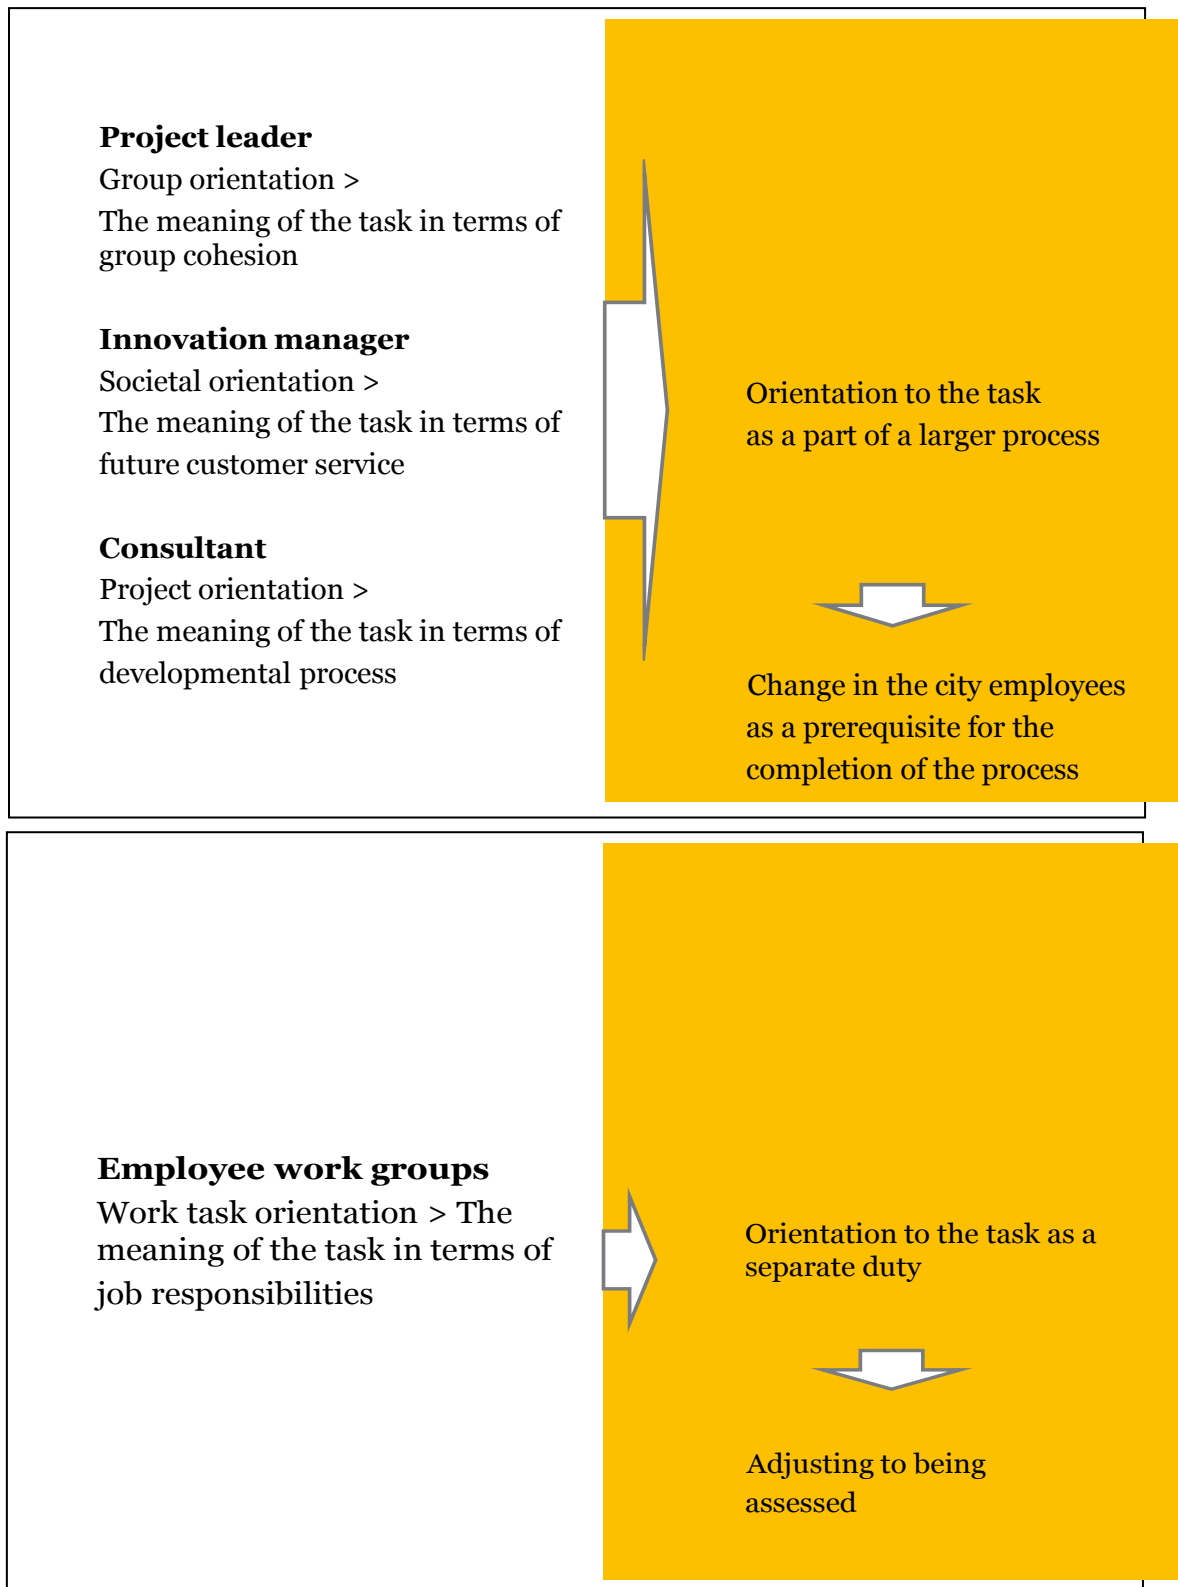 Project leader
Group orientation >
The meaning of the task in terms of
group cohesion
Innovation manager
Societal orientation >
The meaning of the task in terms of
future customer service
Consultant
Project orientation >
The meaning of the task in terms of
developmental process
Orientation to the task
as a part of a larger process
Change in the city employees
as a prerequisite for the
completion of the process
Employee work groups
Work task orientation > The
meaning of the task in terms of
job responsibilities
Orientation to the task as a
separate duty
Adjusting to being
assessed